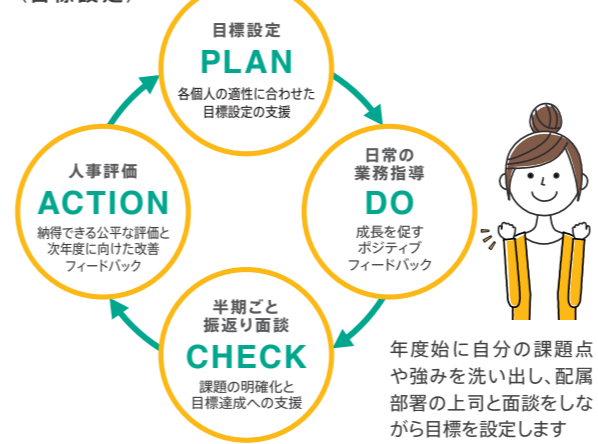 (目標設定)
目標設定
PLAN
各個人の適性に合わせた
目標設定の支援
日常の
業務指導
DO
成長を促す
ポジティブ
フィードバック
人事評価
ACTION
納得できる公平な評価と
次年度に向けた改善
フィードバック
半期ごと
振返り面談
CHECK
課題の明確化と
目標達成への支援
年度始に自分の課題点
や強みを洗い出し、配属
部署の上司と面談をしな
がら目標を設定します